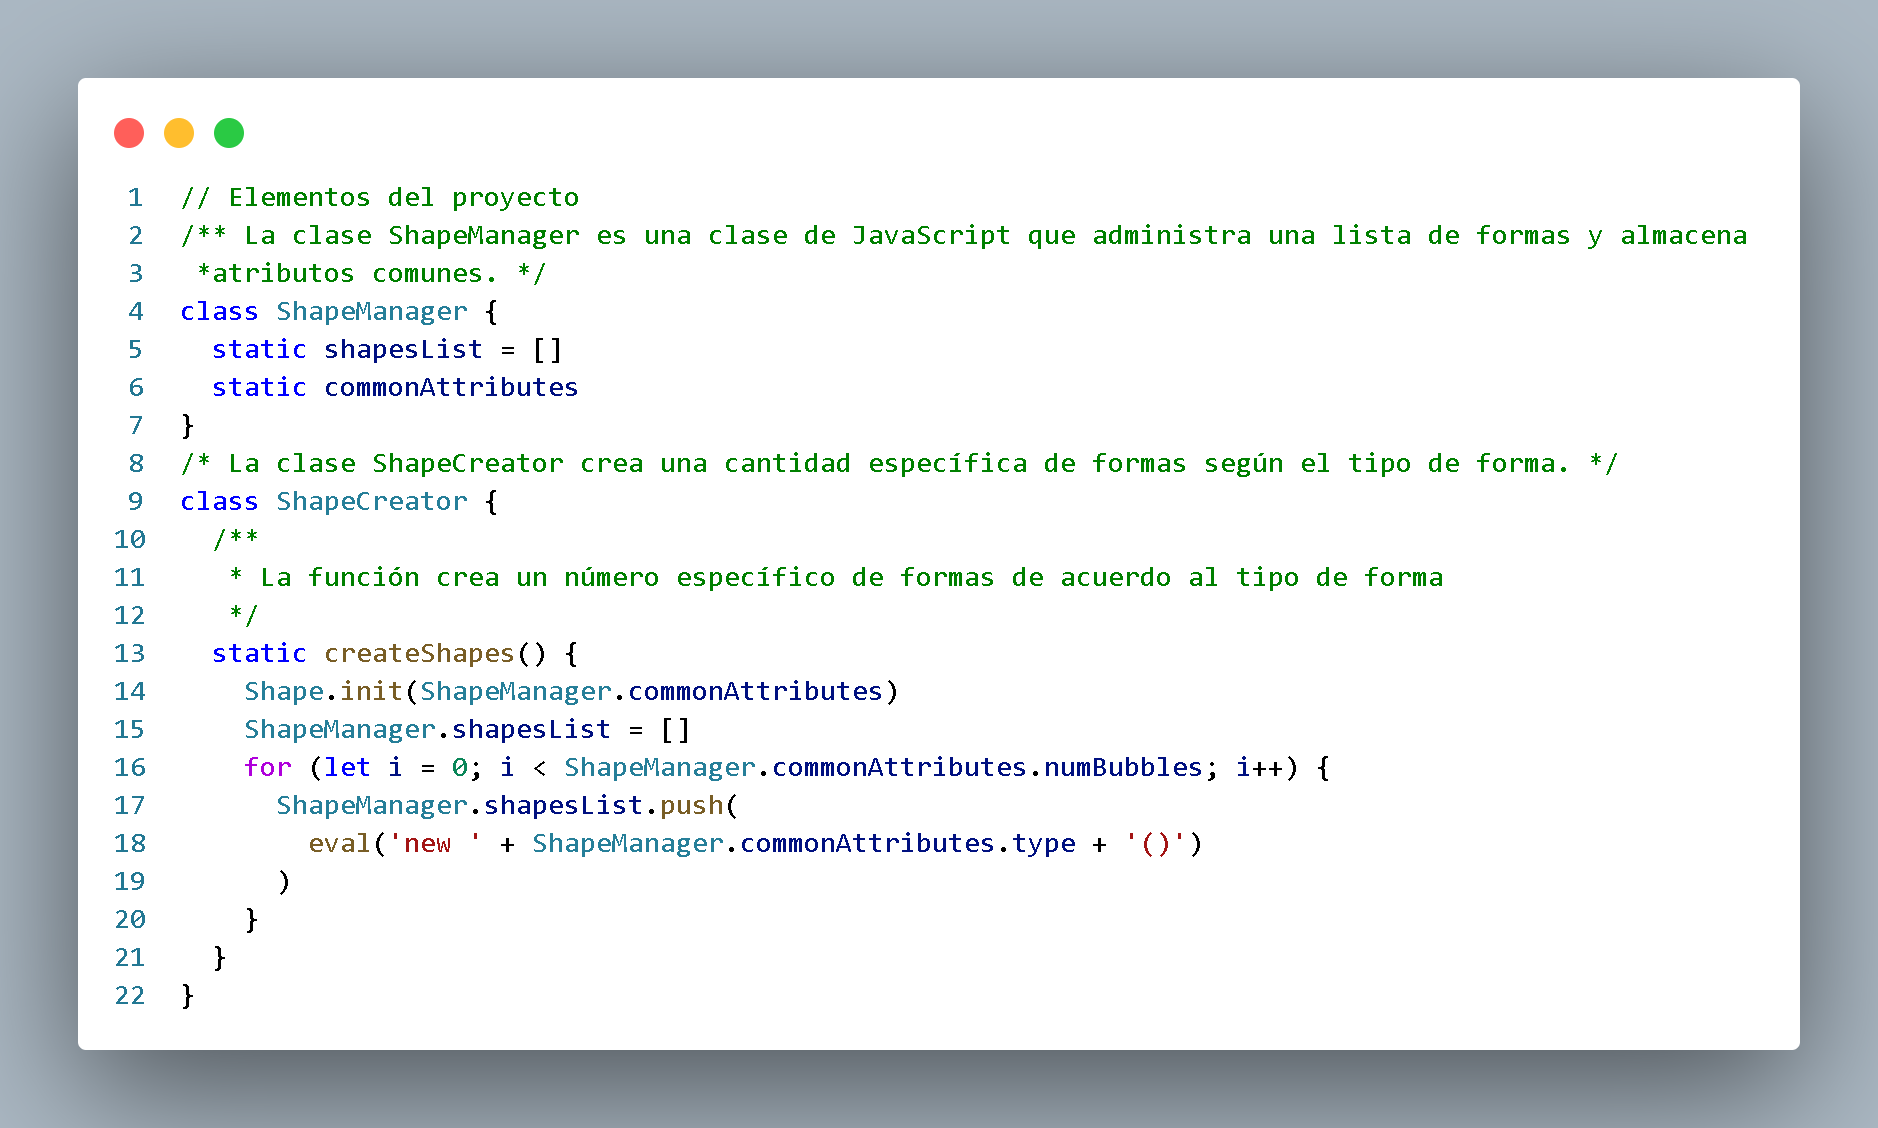 1 // Elementos del proyecto
2 /** La clase ShapeManager es una clase de JavaScript que administra una lista de formas y almacena
3  *atributos comunes. */
4 class ShapeManager {
5   static shapesList = []
6   static commonAttributes
7 }
8 /* La clase ShapeCreator crea una cantidad específica de formas según el tipo de forma. */
9 class ShapeCreator {
10   /**
11    * La función crea un número específico de formas de acuerdo al tipo de forma
12    */
13   static createShapes() {
14     Shape.init(ShapeManager.commonAttributes)
15     ShapeManager.shapesList = []
16     for (let i = 0; i < ShapeManager.commonAttributes.numBubbles; i++) {
17       ShapeManager.shapesList.push(
18         eval('new ' + ShapeManager.commonAttributes.type + '()')
19       )
20     }
21   }
22 }